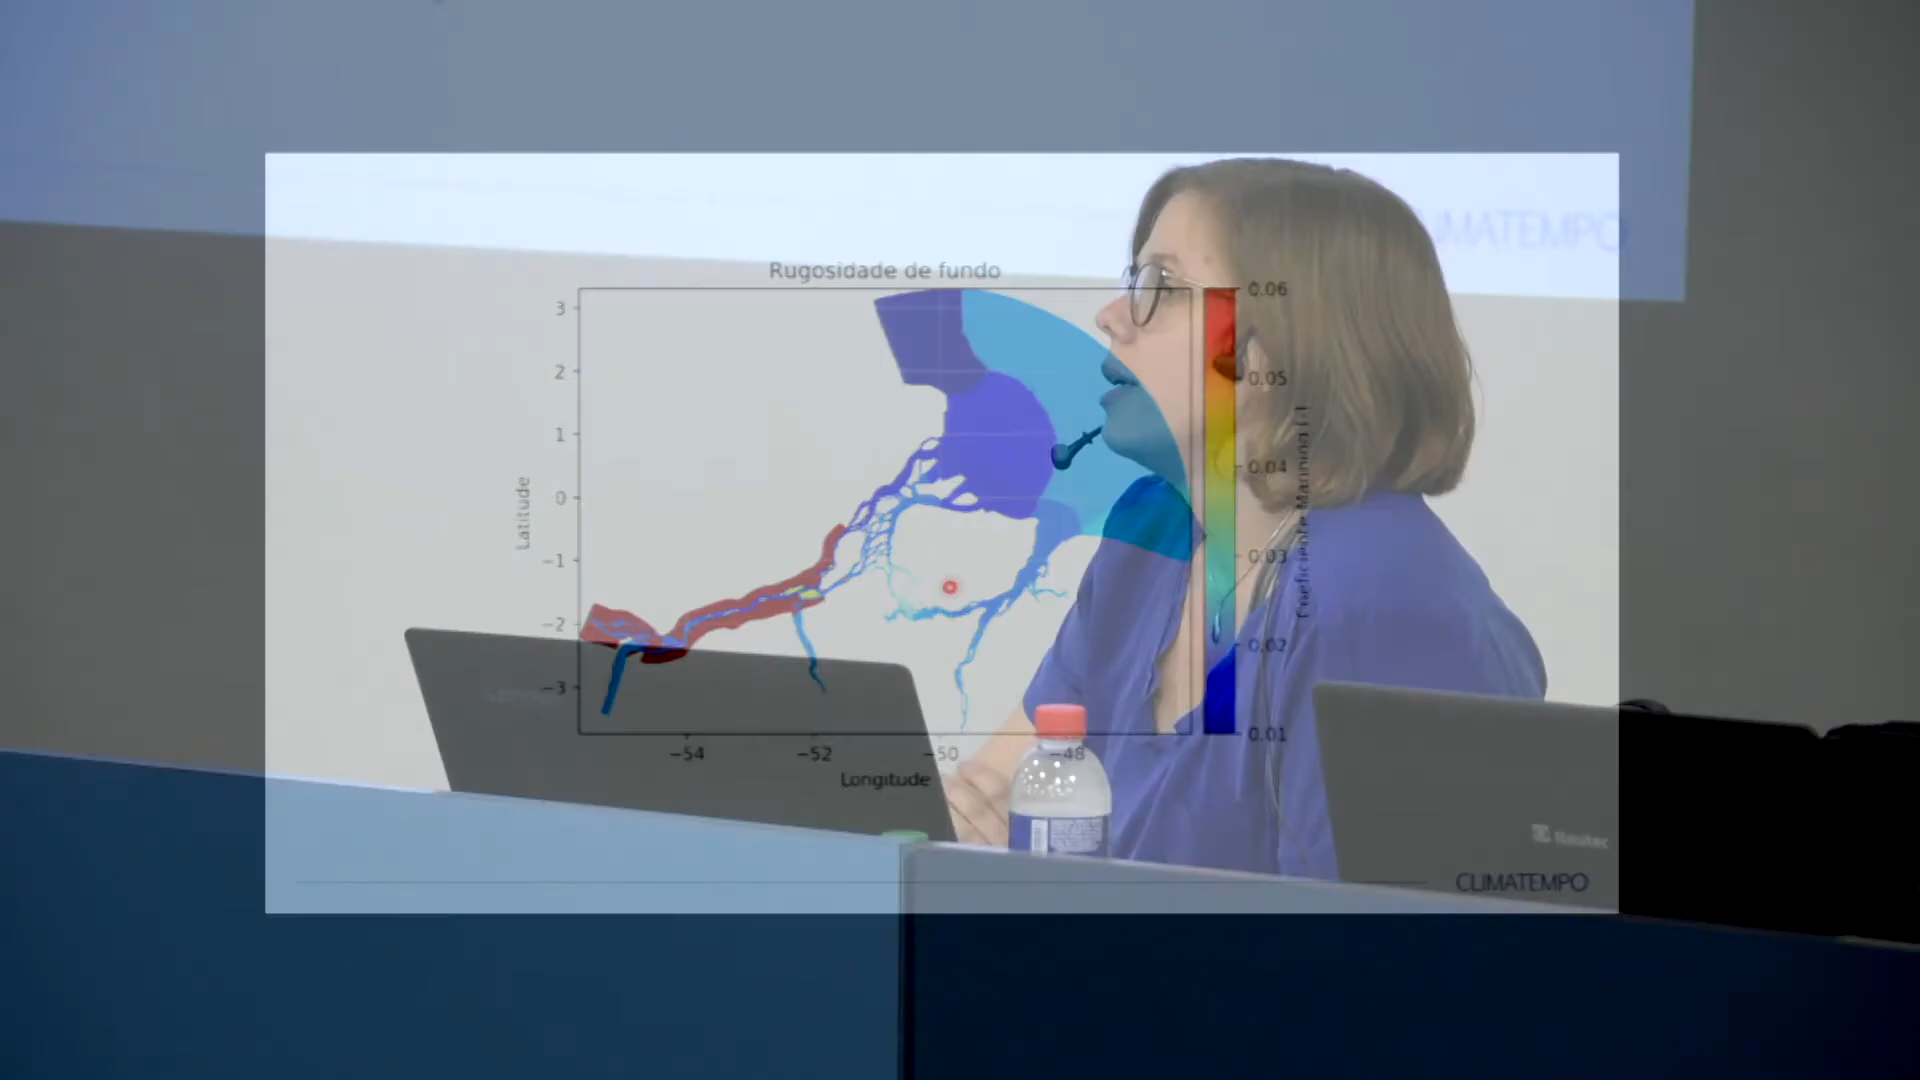 CLIMATEMPO
Rugosidade de fundo
3
2
1
0
−1
−2
−3
Latitude
−54
−52
−50
−48
Longitude
0.06
0.05
0.04
0.03
0.02
0.01
Coeficiente Manning
CLIMATEMPO